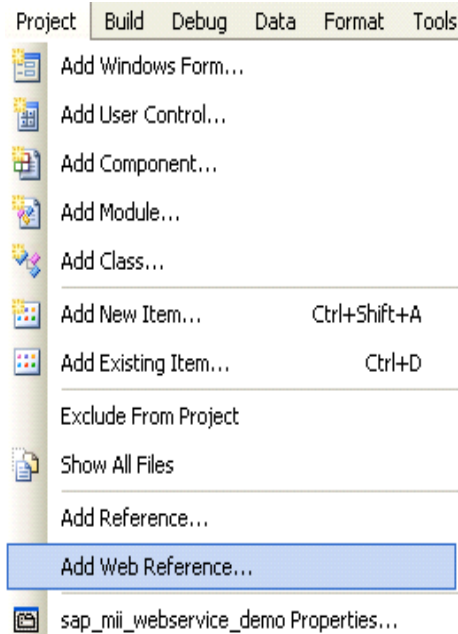 Project Build Debug Data Format Tools
Add Windows Form...
Add User Control...
Add Component...
Add Module...
Add Class...
Add New Item... Ctrl+Shift+A
Add Existing Item... Ctrl+D
Exclude From Project
Show All Files
Add Reference...
Add Web Reference...
sap_mii_webservice_demo Properties...